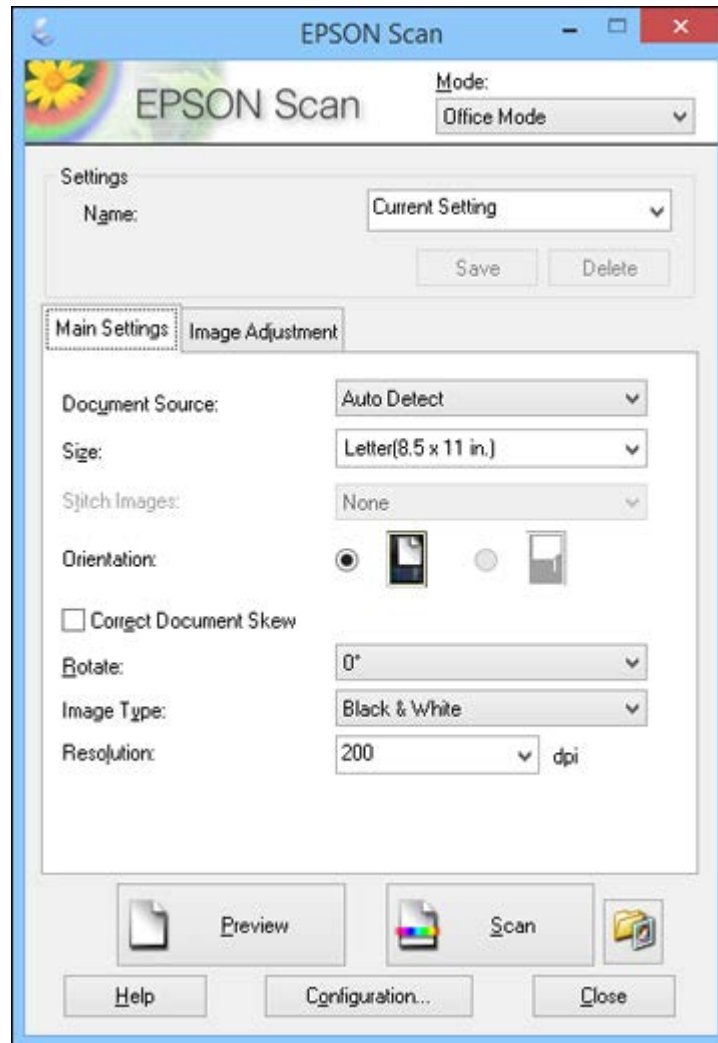 EPSON Scan
EPSON Scan
Mode:
Office Mode
Settings
Name:
Current Setting
Save
Delete
Main Settings
Image Adjustment
Document Source:
Auto Detect
Size:
Letter(8.5 x 11 in.)
Stitch Images:
None
Orientation:
Correct Document Skew
Rotate:
0°
Image Type:
Black & White
Resolution:
200
dpi
Preview
Scan
Help
Configuration...
Close